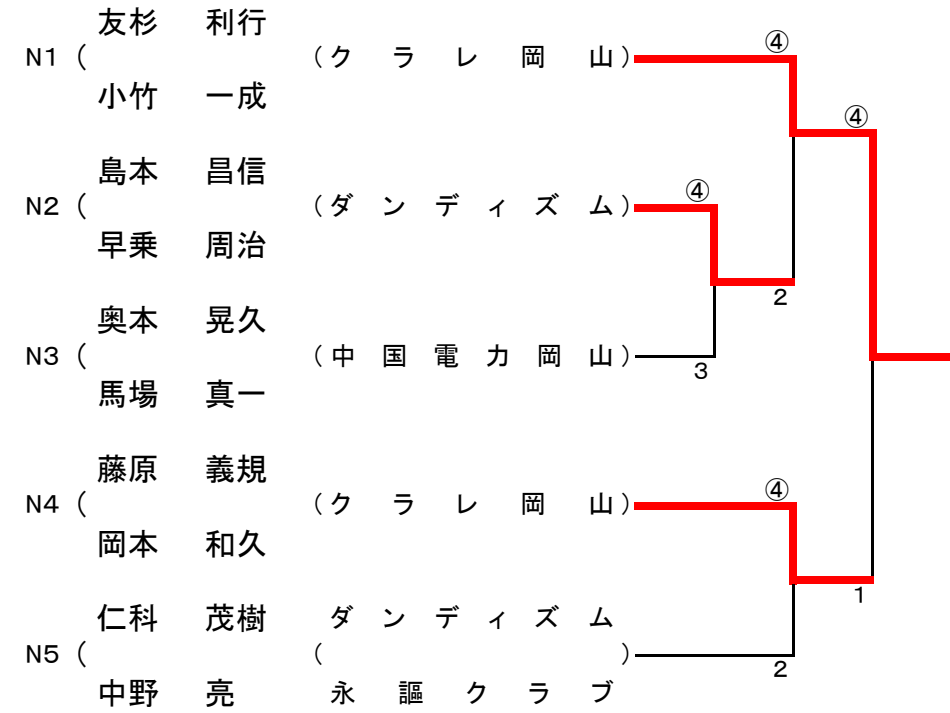 友杉 利行
④
N1 ( (クラレ岡山)
小竹 一成
④
島本 昌信
④
N2 ( (ダンディズム)
早乗 周治
2
奥本 晃久
N3 ( (中国電力岡山)
3
馬場 真一
藤原 義規
④
N4 ( (クラレ岡山)
岡本 和久
1
仁科 茂樹 ダンディズム
N5 ( ( )
2
中野 亮 永謳クラブ